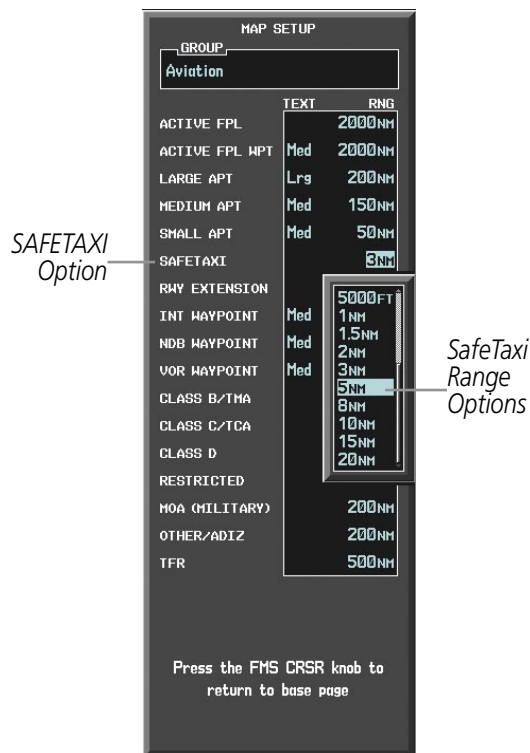 MAP SETUP
GROUP
Aviation
TEXT RNG
ACTIVE FPL 2000NM
ACTIVE FPL WPT Med 2000NM
LARGE APT Lrg 200NM
MEDIUM APT Med 150NM
SMALL APT Med 50NM
SAFETAXI 3NM
RWY EXTENSION
INT WAYPOINT Med
NDB WAYPOINT Med
VOR WAYPOINT Med
CLASS B/TMA
CLASS C/TCA
CLASS D
RESTRICTED
MOA (MILITARY) 200NM
OTHER/ADIZ 200NM
TFR 500NM
5000FT
1NM
1.5NM
2NM
3NM
5NM
8NM
10NM
15NM
20NM
Press the FMS CRSR knob to
return to base page
SAFETAXI
Option
SafeTaxi
Range
Options